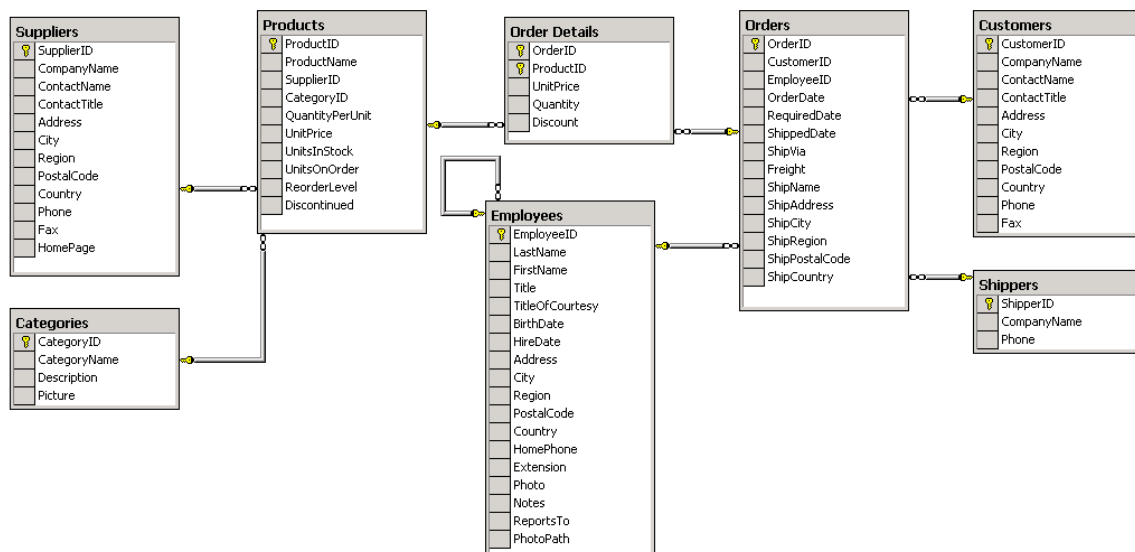 Suppliers
SupplierID
CompanyName
ContactName
ContactTitle
Address
City
Region
PostalCode
Country
Phone
Fax
HomePage
Categories
CategoryID
CategoryName
Description
Picture
Products
ProductID
ProductName
SupplierID
CategoryID
QuantityPerUnit
UnitPrice
UnitsInStock
UnitsOnOrder
ReorderLevel
Discontinued
Order Details
OrderID
ProductID
UnitPrice
Quantity
Discount
Employees
EmployeeID
LastName
FirstName
Title
TitleOfCourtesy
BirthDate
HireDate
Address
City
Region
PostalCode
Country
HomePhone
Extension
Photo
Notes
ReportsTo
PhotoPath
Orders
OrderID
CustomerID
EmployeeID
OrderDate
RequiredDate
ShippedDate
ShipVia
Freight
ShipName
ShipAddress
ShipCity
ShipRegion
ShipPostalCode
ShipCountry
Customers
CustomerID
CompanyName
ContactName
ContactTitle
Address
City
Region
PostalCode
Country
Phone
Fax
Shippers
ShipperID
CompanyName
Phone